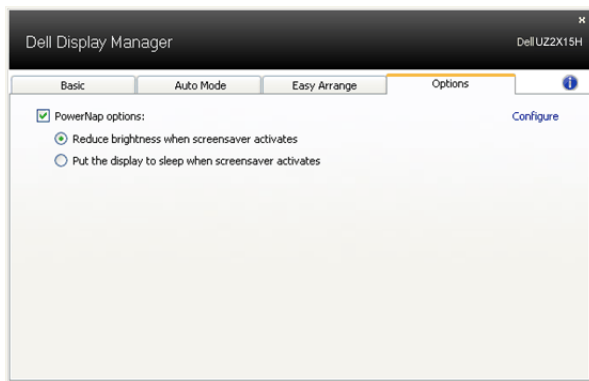 Dell Display Manager
Dell UZ2X15H
Basic
Auto Mode
Easy Arrange
Options
PowerNap options:
Configure
Reduce brightness when screensaver activates
Put the display to sleep when screensaver activates